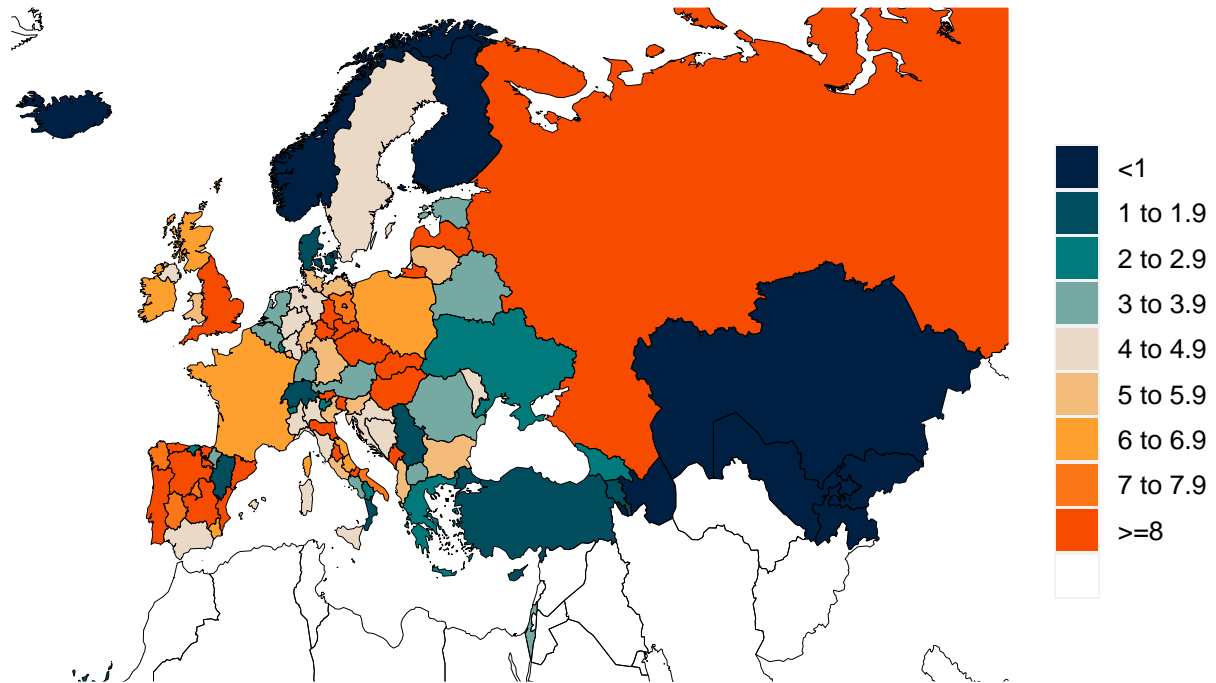 <1
1 to 1.9
2 to 2.9
3 to 3.9
4 to 4.9
5 to 5.9
6 to 6.9
7 to 7.9
>=8